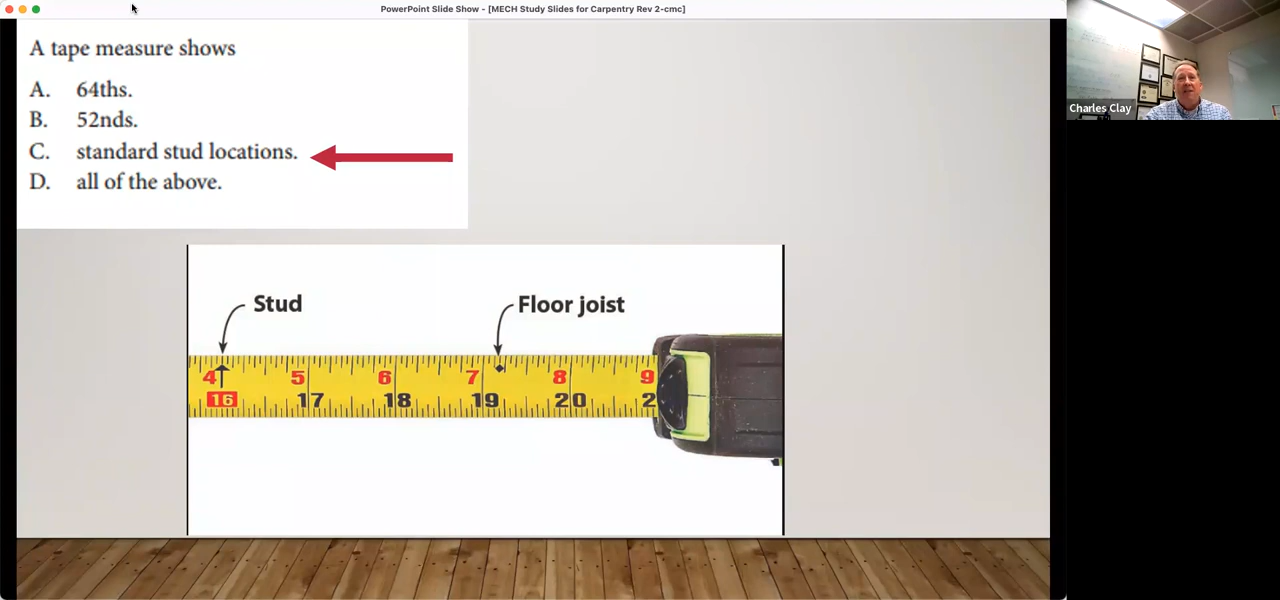 PowerPoint Slide Show - [MECH Study Slides for Carpentry Rev 2-cmc]
A tape measure shows
A. 64ths.
B. 52nds.
C. standard stud locations.
D. all of the above.
Charles Clay
Stud
Floor joist
4 5 6 7 8 9
16 17 18 19 20 2